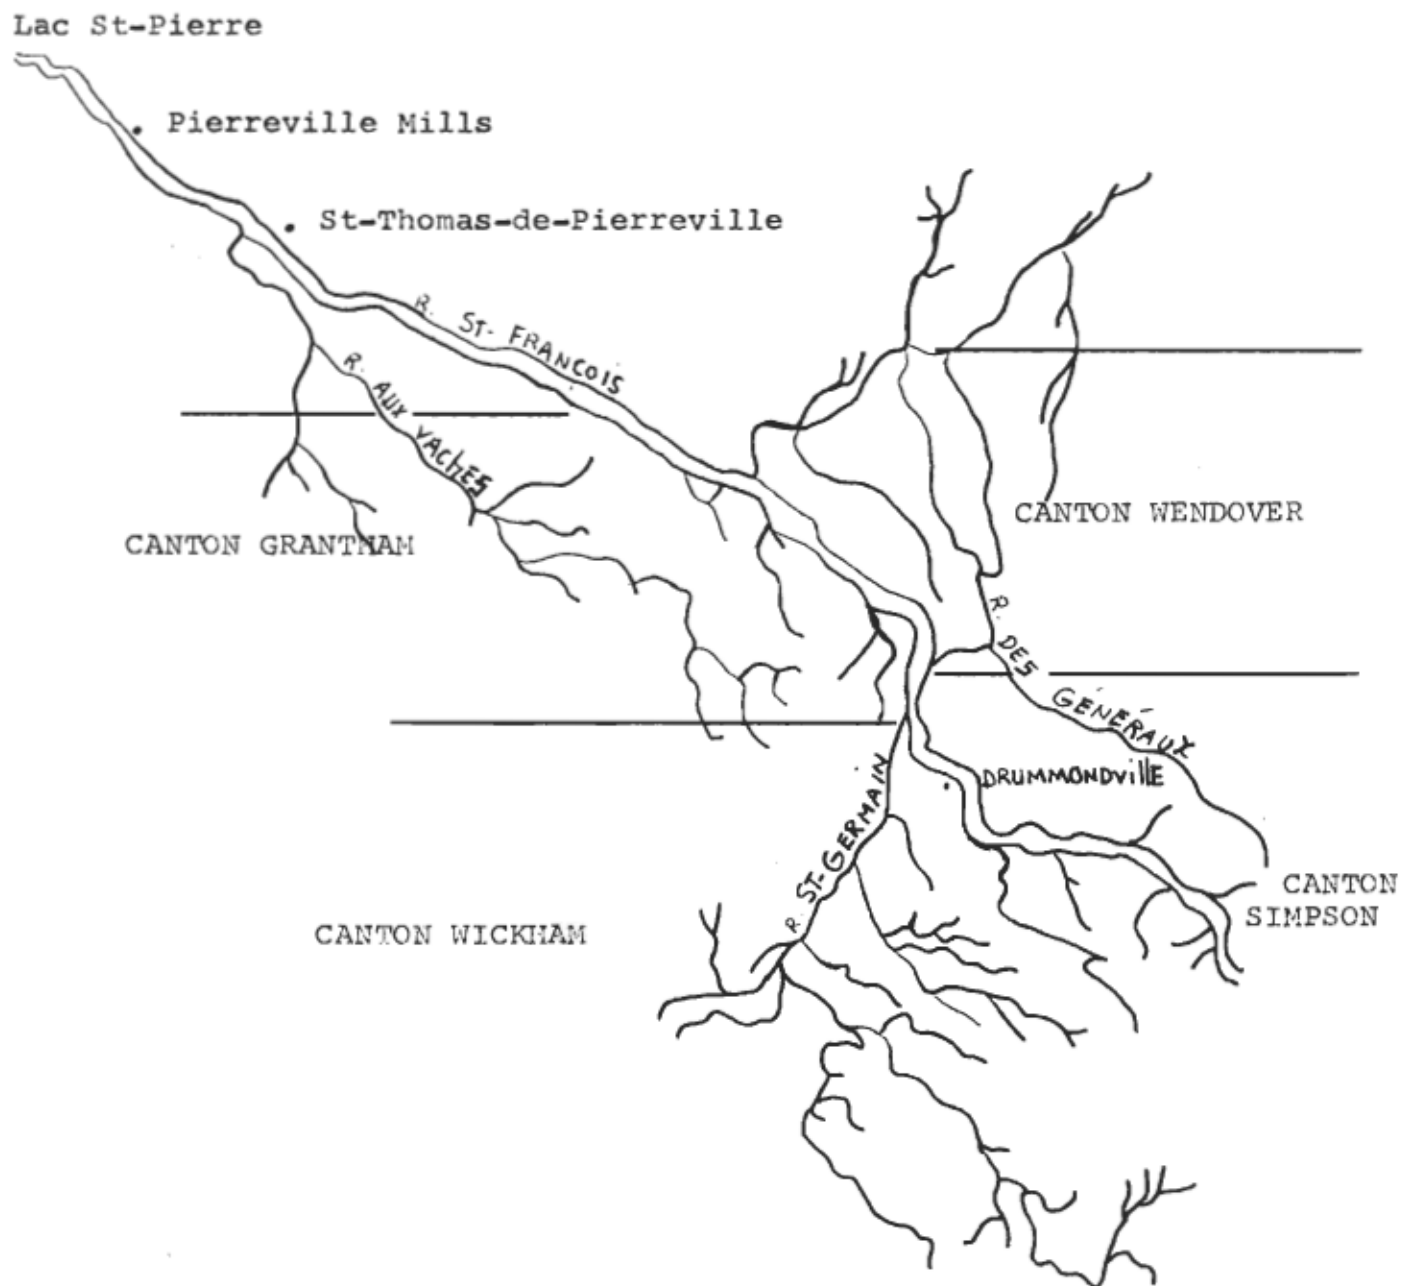 Lac St-Pierre
Pierreville Mills
St-Thomas-de-Pierreville
R. ST- FRANCOIS
R. AUX VACHES
CANTON WENDOVER
CANTON GRANTHAM
R. DES GÉNÉRAUX
DRUMMONDVILLE
R. ST-GERMAIN
CANTON
SIMPSON
CANTON WICKHAM